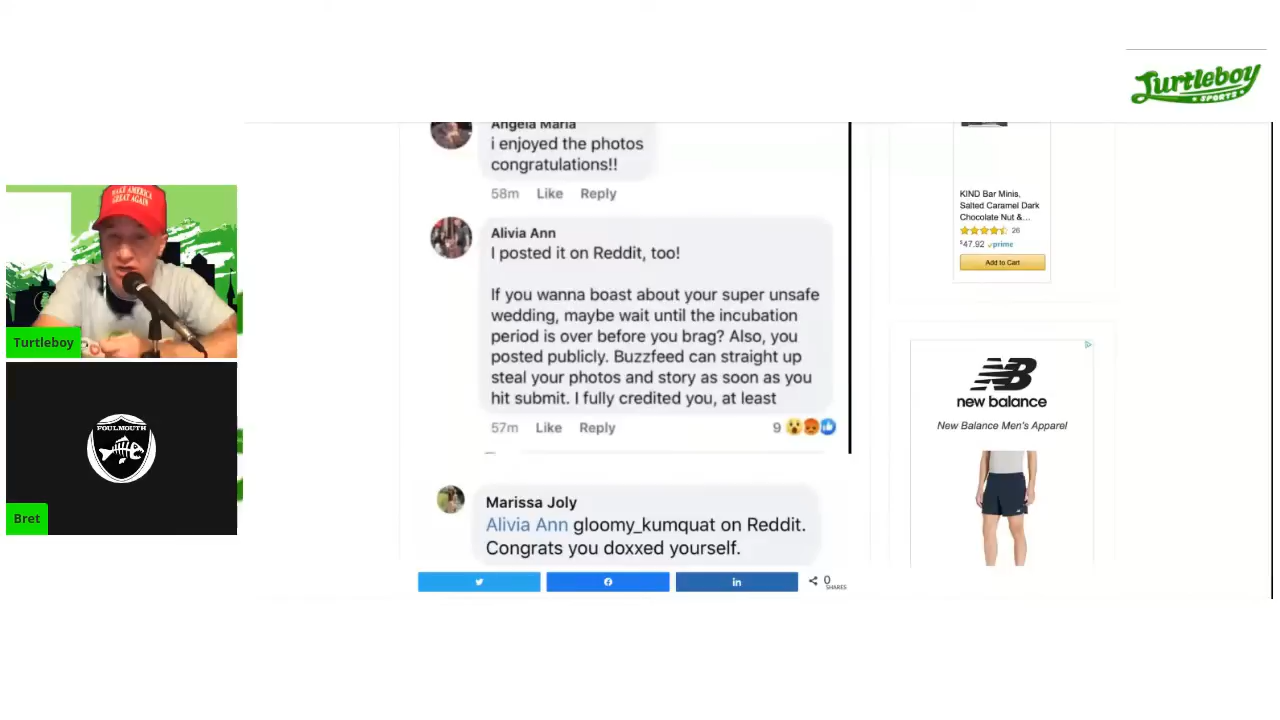 Turtleboy
SPORTS
Angela Maria
i enjoyed the photos
congratulations!!
58m Like Reply
Alivia Ann
I posted it on Reddit, too!
If you wanna boast about your super unsafe
wedding, maybe wait until the incubation
period is over before you brag? Also, you
posted publicly. Buzzfeed can straight up
steal your photos and story as soon as you
hit submit. I fully credited you, at least
57m Like Reply 9
Marissa Joly
Alivia Ann gloomy_kumquat on Reddit.
Congrats you doxxed yourself.
0
SHARES
KIND Bar Minis,
Salted Caramel Dark
Chocolate Nut &...
26
$47.92 prime
Add to Cart
NB
new balance
New Balance Men's Apparel
MAKE AMERICA
GREAT AGAIN
Turtleboy
FOULMOUTH
Bret